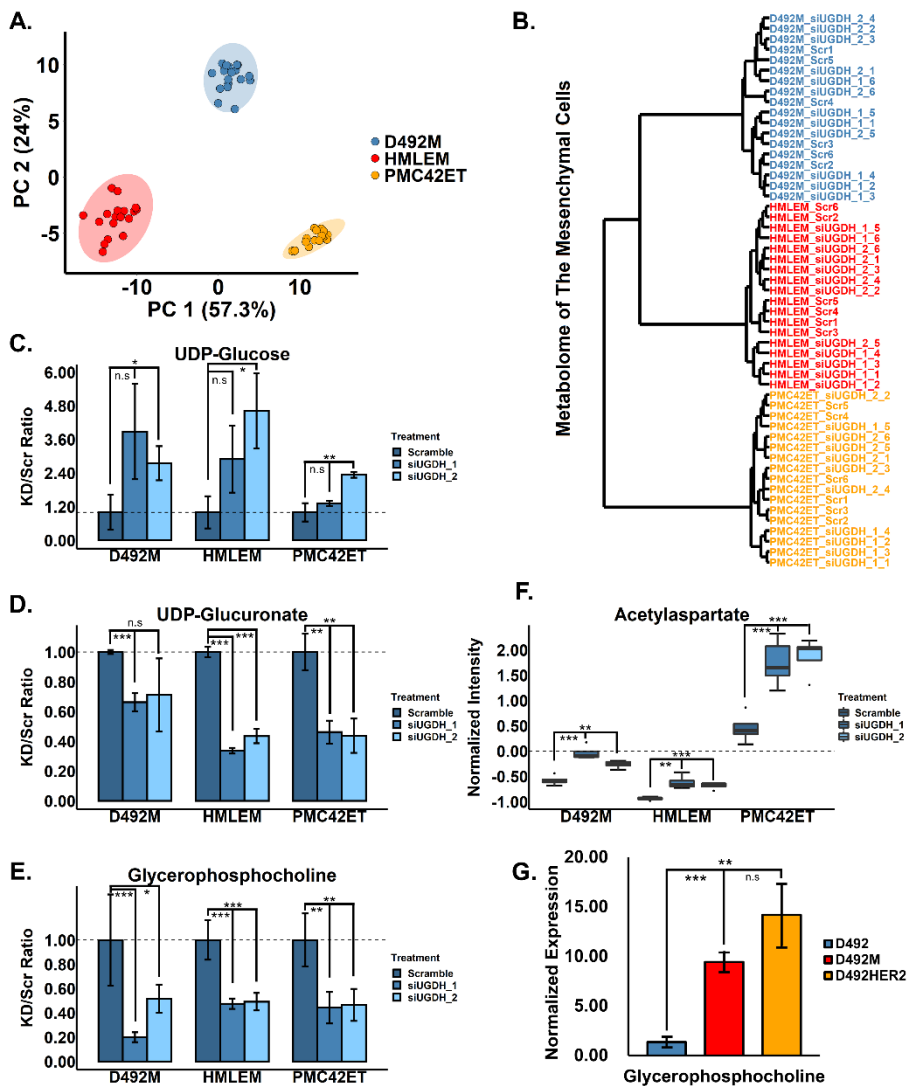 A.
10
5
0
-5
PC 2 (24%)
-10
0
10
PC 1 (57.3%)
D492M
HMLEM
PMC42ET
B.
Metabolome of The Mesenchymal Cells
D492M_siUGDH_2_4
D492M_siUGDH_2_2
D492M_siUGDH_2_3
D492M_Scr1
D492M_Scr5
D492M_siUGDH_2_1
D492M_siUGDH_1_6
D492M_siUGDH_2_6
D492M_Scr4
D492M_siUGDH_1_5
D492M_siUGDH_1_1
D492M_siUGDH_2_5
D492M_Scr3
D492M_Scr6
D492M_Scr2
D492M_siUGDH_1_4
D492M_siUGDH_1_2
D492M_siUGDH_1_3
HMLEM_Scr6
HMLEM_Scr2
HMLEM_siUGDH_1_5
HMLEM_siUGDH_1_6
HMLEM_siUGDH_2_6
HMLEM_siUGDH_2_1
HMLEM_siUGDH_2_3
HMLEM_siUGDH_2_4
HMLEM_siUGDH_2_2
HMLEM_Scr5
HMLEM_Scr4
HMLEM_Scr1
HMLEM_Scr3
HMLEM_siUGDH_2_5
HMLEM_siUGDH_1_4
HMLEM_siUGDH_1_3
HMLEM_siUGDH_1_1
HMLEM_siUGDH_1_2
PMC42ET_siUGDH_2_2
PMC42ET_Scr5
PMC42ET_Scr4
PMC42ET_siUGDH_1_5
PMC42ET_siUGDH_2_6
PMC42ET_siUGDH_2_5
PMC42ET_siUGDH_2_1
PMC42ET_siUGDH_2_3
PMC42ET_Scr6
PMC42ET_siUGDH_2_4
PMC42ET_Scr1
PMC42ET_Scr3
PMC42ET_Scr2
PMC42ET_siUGDH_1_4
PMC42ET_siUGDH_1_2
PMC42ET_siUGDH_1_3
PMC42ET_siUGDH_1_1
C.
UDP-Glucose
KD/Scr Ratio
6.00
4.80
3.60
2.40
1.20
0.00
*
n.s
*
n.s
**
n.s
D492M
HMLEM
PMC42ET
Treatment
Scramble
siUGDH_1
siUGDH_2
D.
UDP-Glucuronate
KD/Scr Ratio
1.00
0.80
0.60
0.40
0.20
0.00
n.s
***
***
***
**
**
D492M
HMLEM
PMC42ET
Treatment
Scramble
siUGDH_1
siUGDH_2
E.
Glycerophosphocholine
KD/Scr Ratio
1.00
0.80
0.60
0.40
0.20
0.00
***
*
***
***
**
**
D492M
HMLEM
PMC42ET
Treatment
Scramble
siUGDH_1
siUGDH_2
F.
Acetylaspartate
Normalized Intensity
2.00
1.50
1.00
0.50
0.00
-0.50
-1.00
**
***
***
**
***
***
D492M
HMLEM
PMC42ET
Treatment
Scramble
siUGDH_1
siUGDH_2
G.
Normalized Expression
20.00
15.00
10.00
5.00
0.00
**
***
n.s
Glycerophosphocholine
D492
D492M
D492HER2